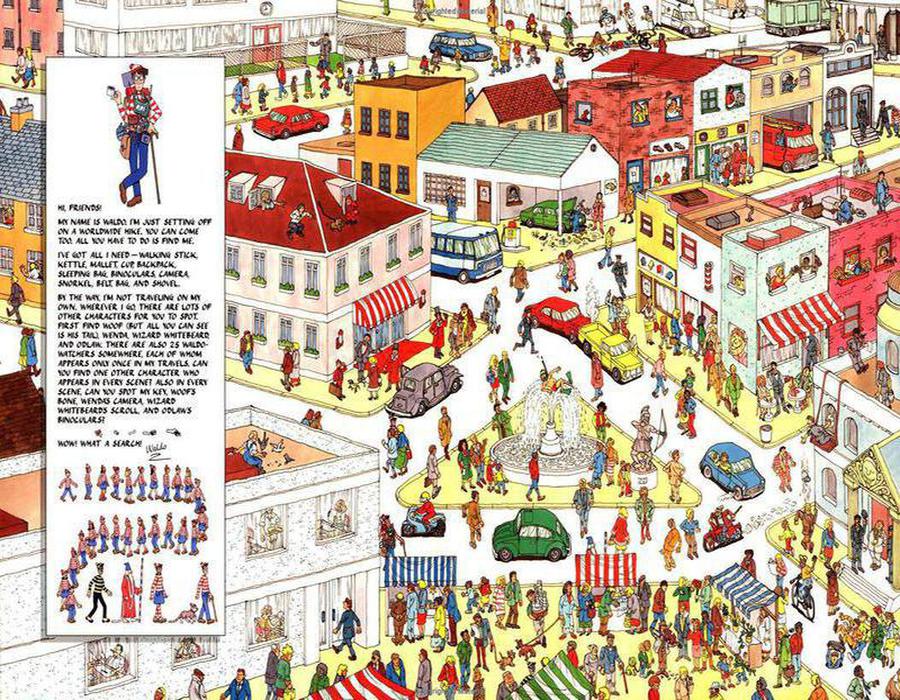 Copyrighted material
HI, FRIENDS!
MY NAME IS WALDO. I'M JUST SETTING OFF
ON A WORLDWIDE HIKE. YOU CAN COME
TOO. ALL YOU HAVE TO DO IS FIND ME.
I'VE GOT ALL I NEED — WALKING STICK,
KETTLE, MALLET, CUP, BACKPACK,
SLEEPING BAG, BINOCULARS, CAMERA,
SNORKEL, BELT, BAG, AND SHOVEL.
BY THE WAY, I'M NOT TRAVELING ON MY
OWN. WHEREVER I GO, THERE ARE LOTS OF
OTHER CHARACTERS FOR YOU TO SPOT.
FIRST FIND WOOF (BUT ALL YOU CAN SEE
IS HIS TAIL), WENDA, WIZARD WHITEBEARD,
AND ODLAW. THERE ARE ALSO 25 WALDO-
WATCHERS SOMEWHERE, EACH OF WHOM
APPEARS ONLY ONCE IN MY TRAVELS. CAN
YOU FIND ONE OTHER CHARACTER WHO
APPEARS IN EVERY SCENE? ALSO IN EVERY
SCENE, CAN YOU SPOT MY KEY, WOOF'S
BONE, WENDA'S CAMERA, WIZARD
WHITEBEARD'S SCROLL, AND ODLAW'S
BINOCULARS?
WOW! WHAT A SEARCH!
Waldo